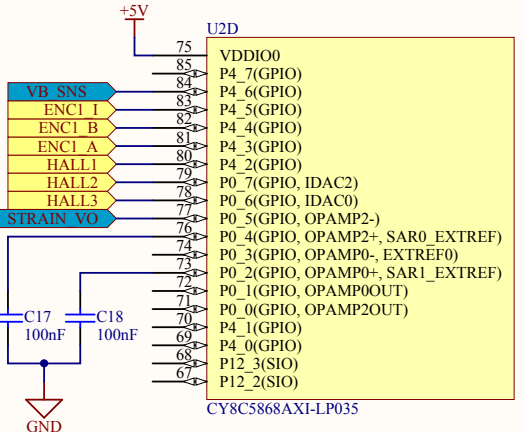 +5V
U2D
75 VDDIO0
85 P4_7(GPIO)
VB_SNS 84 P4_6(GPIO)
ENC1_I 83 P4_5(GPIO)
ENC1_B 82 P4_4(GPIO)
ENC1_A 81 P4_3(GPIO)
HALL1 80 P4_2(GPIO)
HALL2 79 P0_7(GPIO, IDAC2)
HALL3 78 P0_6(GPIO, IDAC0)
STRAIN_VO 77 P0_5(GPIO, OPAMP2-)
76 P0_4(GPIO, OPAMP2+, SAR0_EXTREF)
74 P0_3(GPIO, OPAMP0-, EXTREF0)
73 P0_2(GPIO, OPAMP0+, SAR1_EXTREF)
72 P0_1(GPIO, OPAMP0OUT)
71 P0_0(GPIO, OPAMP2OUT)
C17 C18 70 P4_1(GPIO)
100nF 100nF 69 P4_0(GPIO)
68 P12_3(SIO)
67 P12_2(SIO)
CY8C5868AXI-LP035
GND